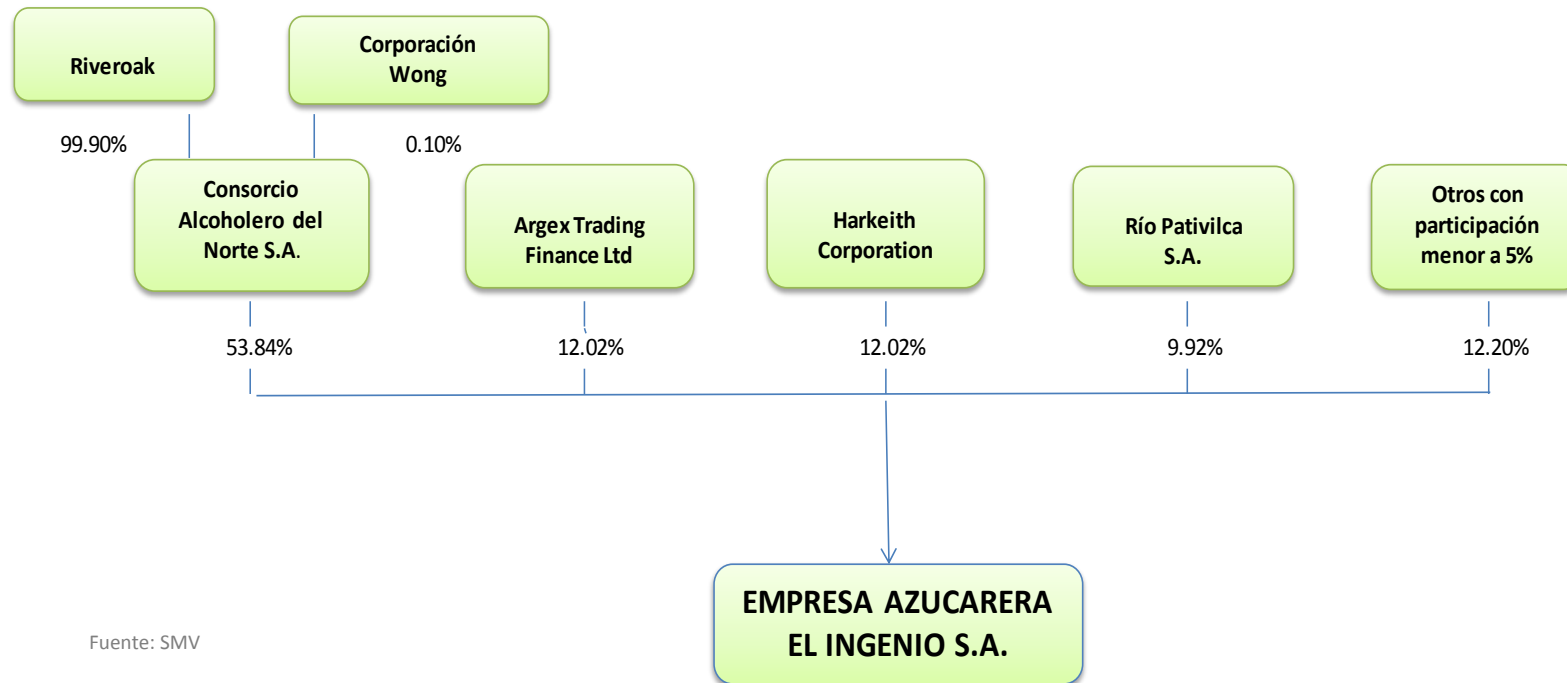 Riveroak
Corporación
Wong
99.90%
0.10%
Consorcio
Alcoholero del
Norte S.A.
Argex Trading
Finance Ltd
Harkeith
Corporation
Río Pativilca
S.A.
Otros con
participación
menor a 5%
53.84%
12.02%
12.02%
9.92%
12.20%
EMPRESA AZUCARERA
EL INGENIO S.A.
Fuente: SMV